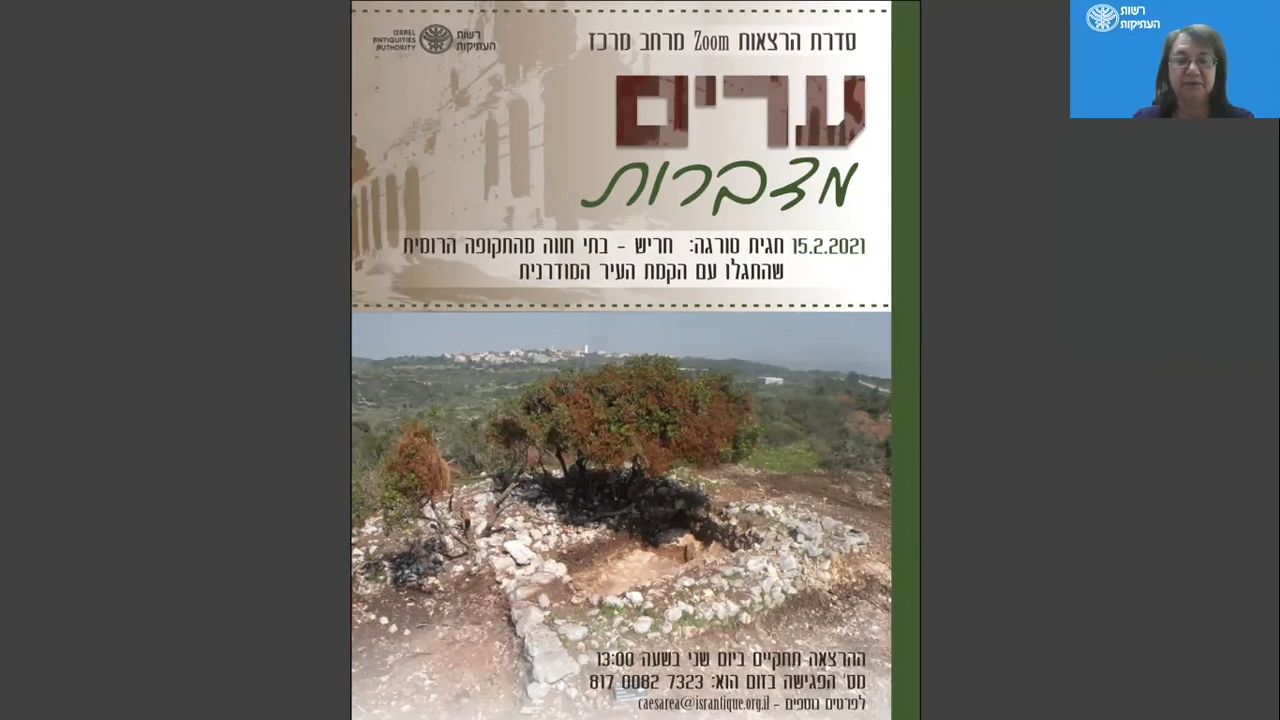 סדרת הרצאות Zoom מרחב מרכז
ISRAEL
ANTIQUITIES
AUTHORITY
רשות
העתיקות
ערים
מצברות
15.2.2021 חגית טורגה: חריש - בתי חווה מהתקופה הרומית
שהתגלו עם הקמת העיר המודרנית
ההרצאה תתקיים ביום שני בשעה 13:00
מס' הפגישה בזום הוא: 817 0082 7323
לפרטים נוספים - caesarea@israntique.org.il
רשות
העתיקות